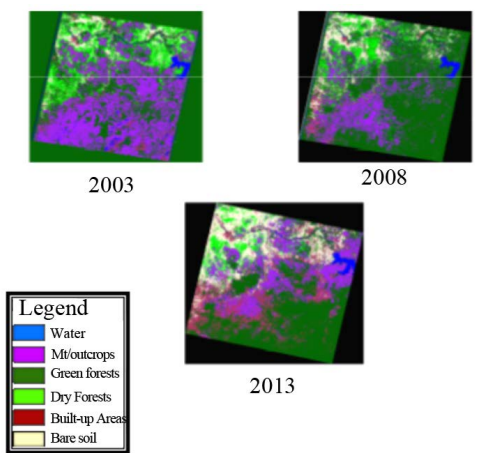 2003
2008
2013
Legend
Water
Mt/outcrops
Green forests
Dry Forests
Built-up Areas
Bare soil